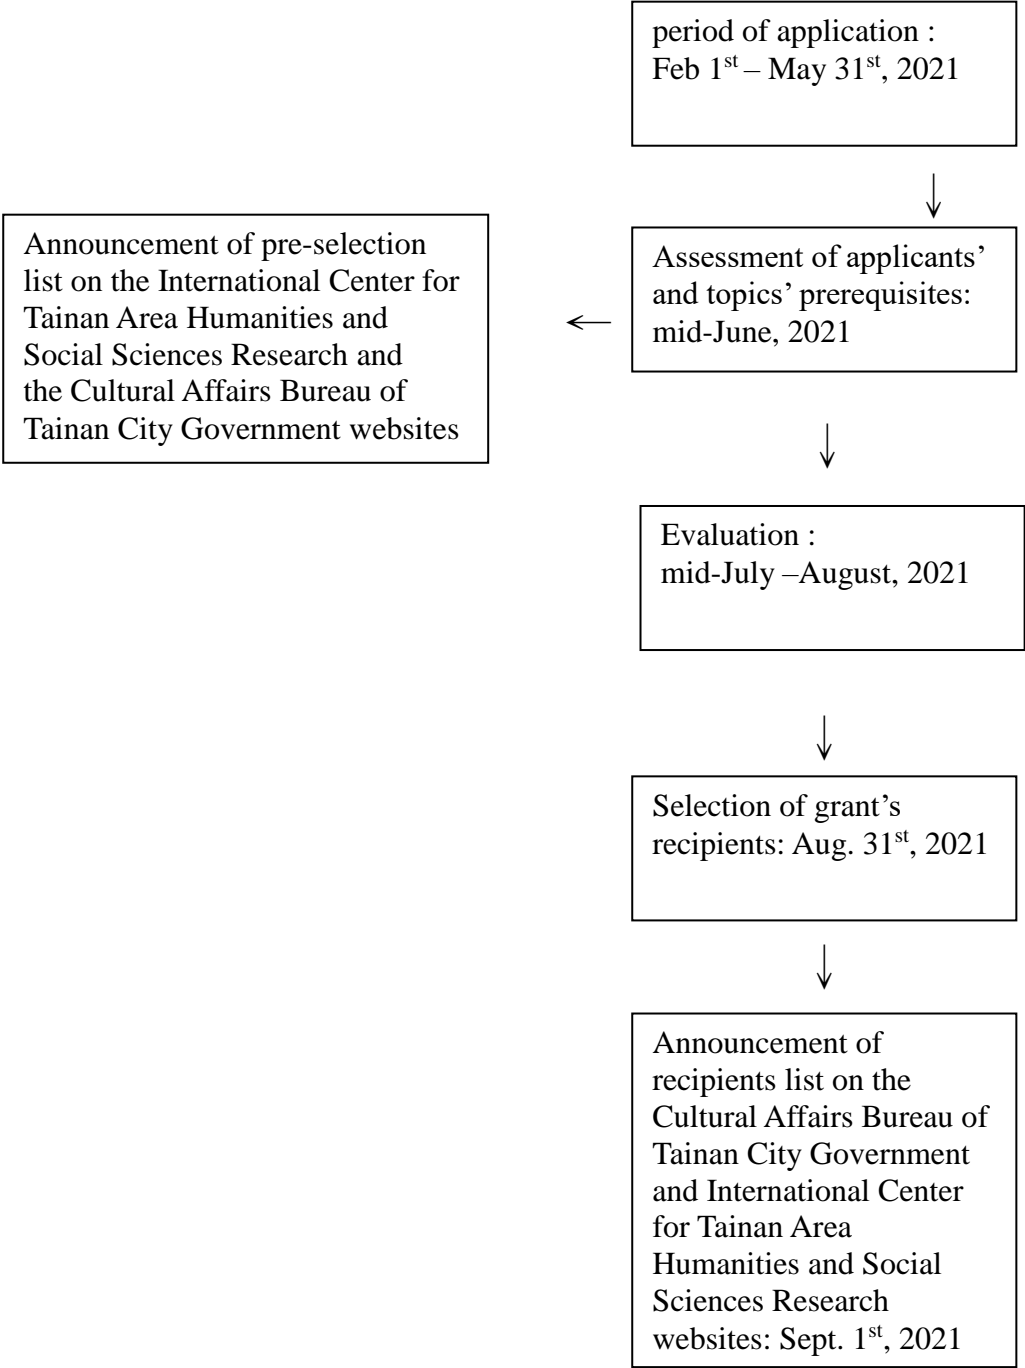 period of application :
Feb 1st – May 31st, 2021
Assessment of applicants’
and topics’ prerequisites:
mid-June, 2021
Announcement of pre-selection
list on the International Center for
Tainan Area Humanities and
Social Sciences Research and
the Cultural Affairs Bureau of
Tainan City Government websites
Evaluation :
mid-July –August, 2021
Selection of grant’s
recipients: Aug. 31st, 2021
Announcement of
recipients list on the
Cultural Affairs Bureau of
Tainan City Government
and International Center
for Tainan Area
Humanities and Social
Sciences Research
websites: Sept. 1st, 2021